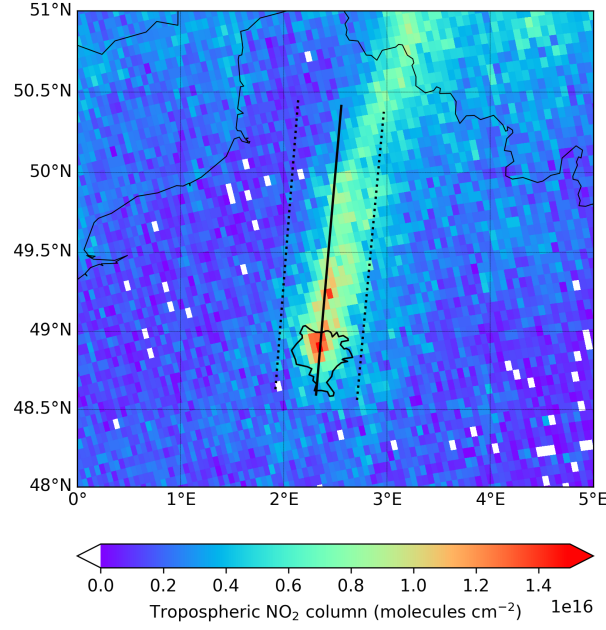 51°N
50.5°N
50°N
49.5°N
49°N
48.5°N
48°N
0° 1°E 2°E 3°E 4°E 5°E
0.0 0.2 0.4 0.6 0.8 1.0 1.2 1.4
1e16
Tropospheric NO₂ column (molecules cm⁻²)